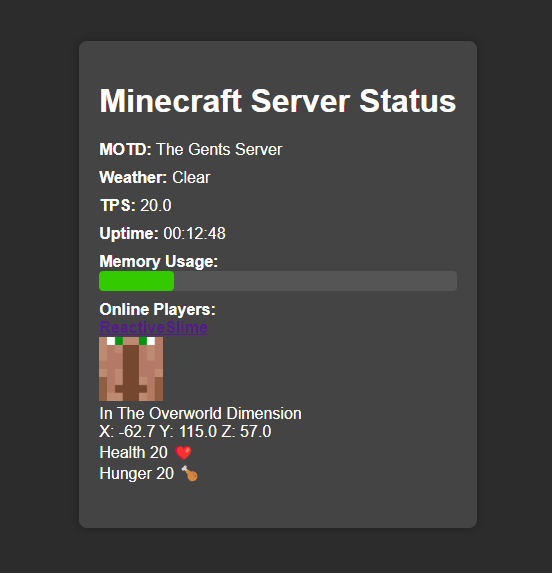 Minecraft Server Status
MOTD: The Gents Server
Weather: Clear
TPS: 20.0
Uptime: 00:12:48
Memory Usage:
Online Players:
ReactiveSlime
In The Overworld Dimension
X: -62.7 Y: 115.0 Z: 57.0
Health 20 ❤️
Hunger 20 🍗